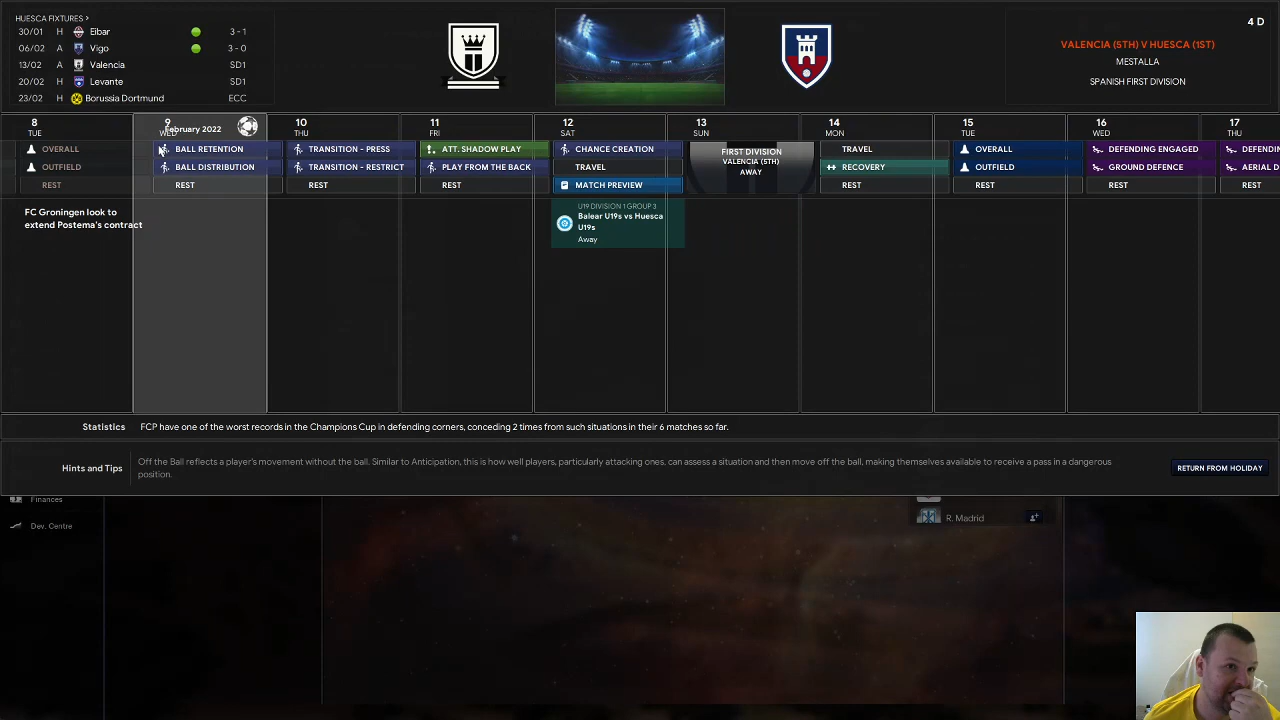 HUESCA FIXTURES >
30/01 H Eibar 3 - 1
06/02 A Vigo 3 - 0
13/02 A Valencia SD1
20/02 H Levante SD1
23/02 H Borussia Dortmund ECC
4 D
VALENCIA (5TH) V HUESCA (1ST)
MESTALLA
SPANISH FIRST DIVISION
8
TUE
OVERALL
OUTFIELD
REST
FC Groningen look to
extend Postema's contract
9
WED
February 2022
BALL RETENTION
BALL DISTRIBUTION
REST
10
THU
TRANSITION - PRESS
TRANSITION - RESTRICT
REST
11
FRI
ATT. SHADOW PLAY
PLAY FROM THE BACK
REST
12
SAT
CHANCE CREATION
TRAVEL
MATCH PREVIEW
U19 DIVISION 1 GROUP 3
Balear U19s vs Huesca
U19s
Away
13
SUN
FIRST DIVISION
VALENCIA (5TH)
AWAY
14
MON
TRAVEL
RECOVERY
REST
15
TUE
OVERALL
OUTFIELD
REST
16
WED
DEFENDING ENGAGED
GROUND DEFENCE
REST
17
THU
DEFENDIN
AERIAL D
REST
Statistics FCP have one of the worst records in the Champions Cup in defending corners, conceding 2 times from such situations in their 6 matches so far.
Hints and Tips Off the Ball reflects a player's movement without the ball. Similar to Anticipation, this is how well players, particularly attacking ones, can assess a situation and then move off the ball, making themselves available to receive a pass in a dangerous
position.
RETURN FROM HOLIDAY
Finances
Dev. Centre
R. Madrid